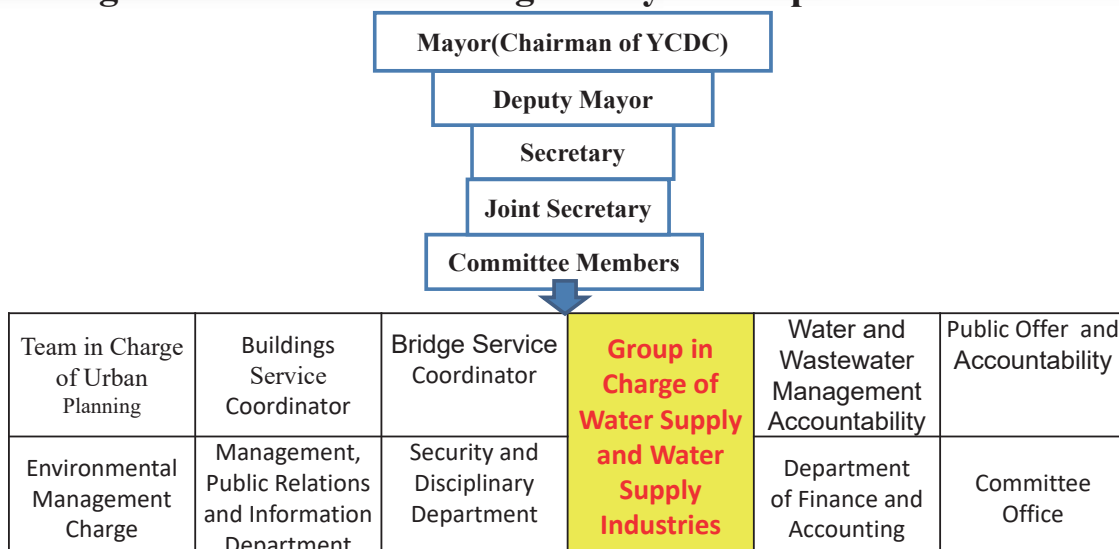 Mayor(Chairman of YCDC)
Deputy Mayor
Secretary
Joint Secretary
Committee Members
Team in Charge
of Urban
Planning
Buildings
Service
Coordinator
Bridge Service
Coordinator
Group in
Charge of
Water Supply
and Water
Supply
Industries
Water and
Wastewater
Management
Accountability
Public Offer and
Accountability
Environmental
Management
Charge
Management,
Public Relations
and Information
Department
Security and
Disciplinary
Department
Department
of Finance and
Accounting
Committee
Office